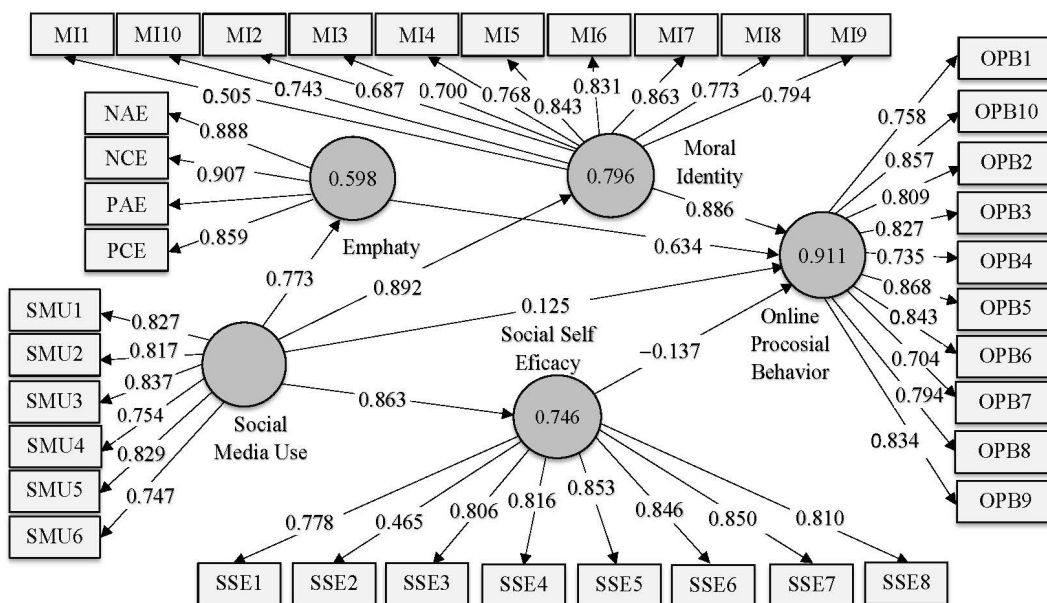 MI1 MI10 MI2 MI3 MI4 MI5 MI6 MI7 MI8 MI9
0.505 0.743 0.687 0.700 0.768 0.843 0.831 0.863 0.773 0.794
NAE
NCE
PAE
PCE
0.888
0.907
0.859
0.598
Emphaty
0.796
Moral
Identity
0.886
0.634
0.773
0.892
0.125
SMU1
SMU2
SMU3
SMU4
SMU5
SMU6
0.827
0.817
0.837
0.754
0.829
0.747
Social
Media Use
0.863
Social Self
Eficacy
0.746
−0.137
0.911
Online
Procosial
Behavior
OPB1
OPB10
OPB2
OPB3
OPB4
OPB5
OPB6
OPB7
OPB8
OPB9
0.758
0.857
0.809
0.827
0.735
0.868
0.843
0.704
0.794
0.834
0.778 0.465 0.806 0.816 0.853 0.846 0.850 0.810
SSE1 SSE2 SSE3 SSE4 SSE5 SSE6 SSE7 SSE8